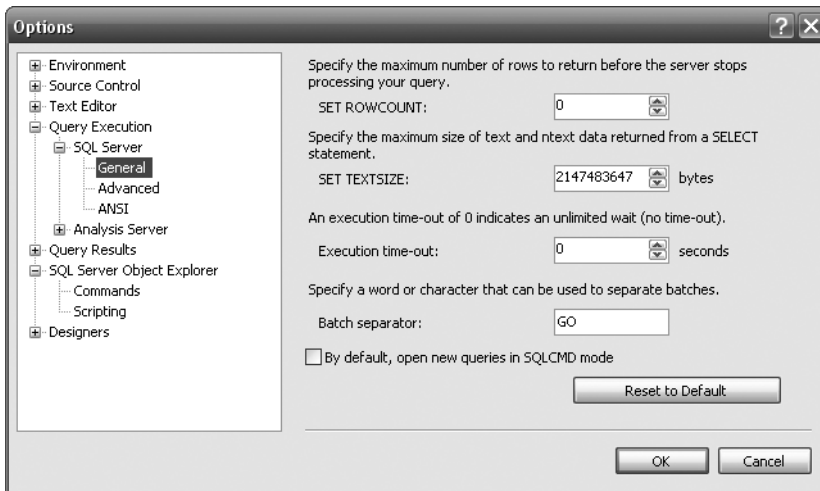 Options
Environment
Source Control
Text Editor
Query Execution
SQL Server
General
Advanced
ANSI
Analysis Server
Query Results
SQL Server Object Explorer
Commands
Scripting
Designers
Specify the maximum number of rows to return before the server stops
processing your query.
SET ROWCOUNT: 0
Specify the maximum size of text and ntext data returned from a SELECT
statement.
SET TEXTSIZE: 2147483647 bytes
An execution time-out of 0 indicates an unlimited wait (no time-out).
Execution time-out: 0 seconds
Specify a word or character that can be used to separate batches.
Batch separator: GO
By default, open new queries in SQLCMD mode
Reset to Default
OK Cancel